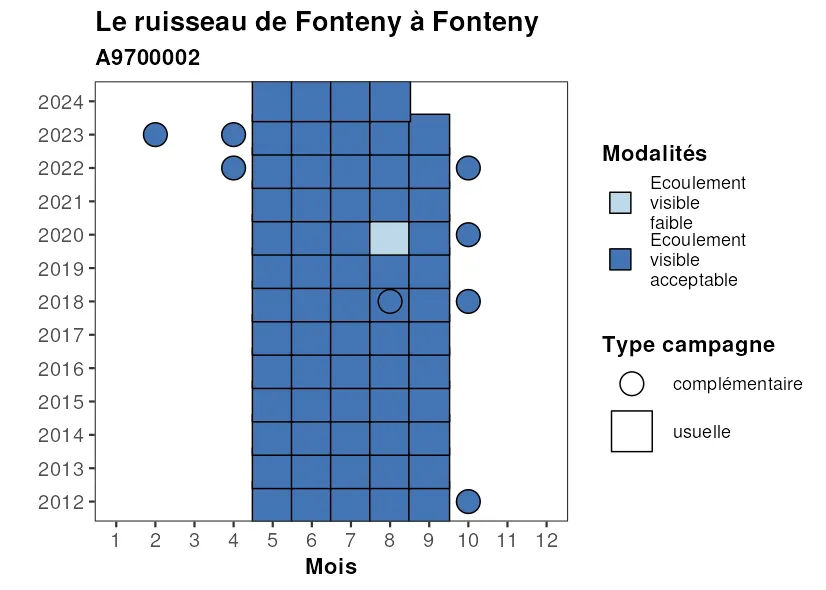 Le ruisseau de Fonteny à Fonteny
A9700002
2024
2023
2022
2021
2020
2019
2018
2017
2016
2015
2014
2013
2012
1 2 3 4 5 6 7 8 9 10 11 12
Mois
Modalités
Ecoulement
visible
faible
Ecoulement
visible
acceptable
Type campagne
complémentaire
usuelle